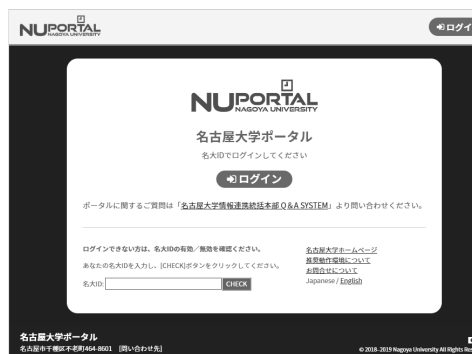 NUPORTAL
NAGOYA UNIVERSITY
ログイン
NUPORTAL
NAGOYA UNIVERSITY
名古屋大学ポータル
名大IDでログインしてください
ログイン
ポータルに関するご質問は「名古屋大学情報連携統括本部 Q & A SYSTEM」より問い合わせください。
ログインできない方は、名大IDの有効/無効を確認ください。
あなたの名大IDを入力し、[CHECK]ボタンをクリックしてください。
名大ID: CHECK
名古屋大学ホームページ
推奨動作環境について
お問合せについて
Japanese / English
名古屋大学ポータル
名古屋市千種区不老町464-8601 [問い合わせ先]
© 2018-2019 Nagoya University All Rights Res